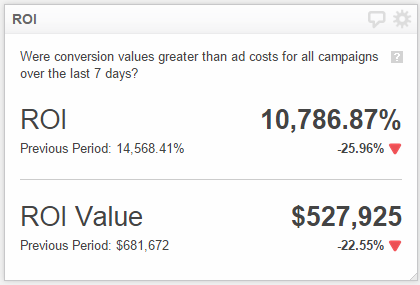 ROI
Were conversion values greater than ad costs for all campaigns
over the last 7 days?
?
ROI 10,786.87%
Previous Period: 14,568.41% -25.96%
ROI Value $527,925
Previous Period: $681,672 -22.55%